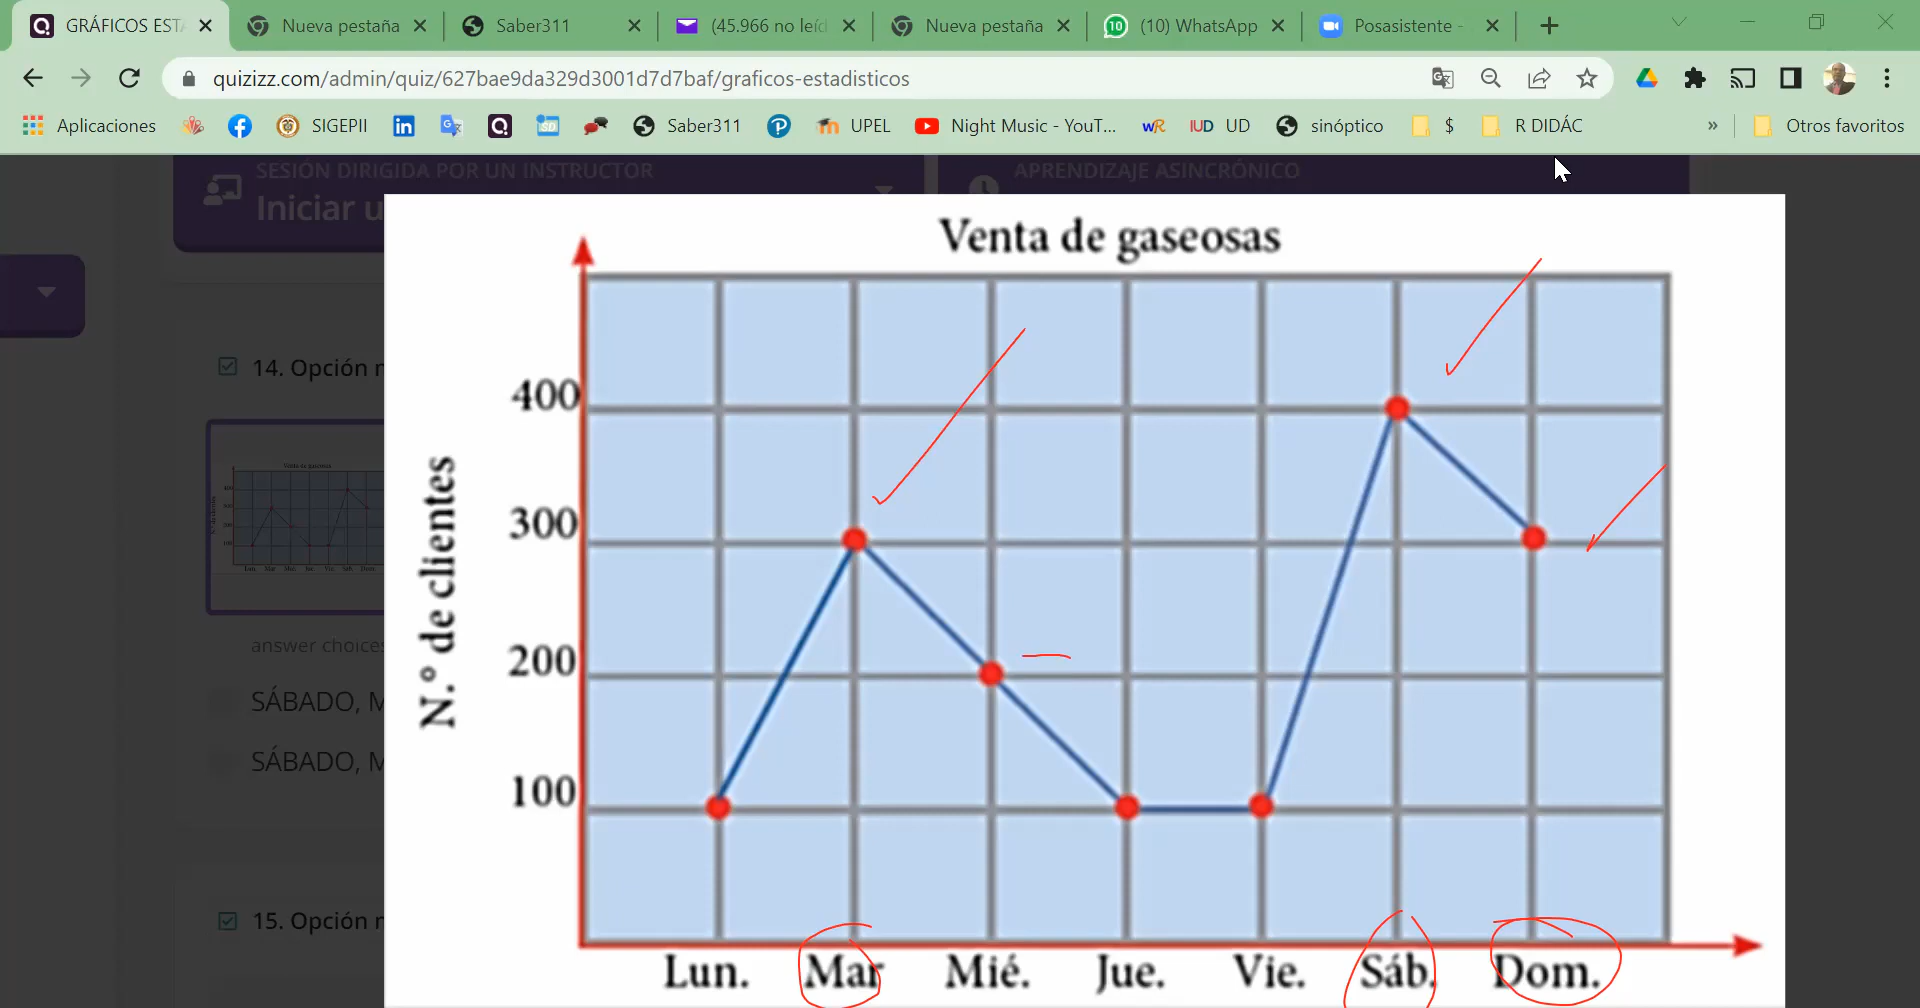 GRÁFICOS EST
Nueva pestaña
Saber311
(45.966 no leíd
Nueva pestaña
(10) WhatsApp
Posasistente -
quizizz.com/admin/quiz/627bae9da329d3001d7d7baf/graficos-estadisticos
Aplicaciones
SIGEPII
Saber311
UPEL
Night Music - YouT...
UD
sinóptico
$
R DIDÁC
»
Otros favoritos
SESIÓN DIRIGIDA POR UN INSTRUCTOR
Iniciar u
APRENDIZAJE ASINCRÓNICO
14. Opción
answer choices
SÁBADO, M
SÁBADO, M
15. Opción
Venta de gaseosas
N.° de clientes
400
300
200
100
Lun. Mar Mié. Jue. Vie. Sáb. Dom.